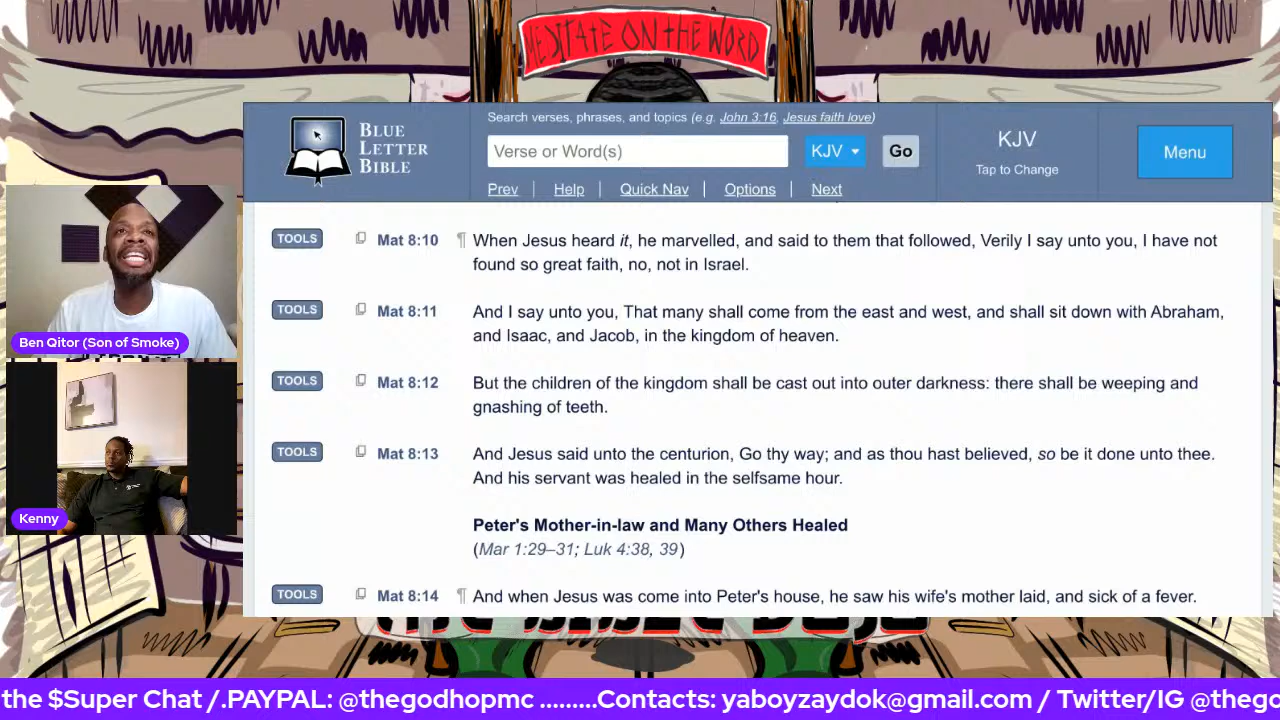 MEDITATE ON THE WORD
Search verses, phrases, and topics (e.g. John 3:16, Jesus faith love)
BLUE
LETTER
BIBLE
Verse or Word(s)
KJV
Go
KJV
Tap to Change
Menu
Prev
Help
Quick Nav
Options
Next
TOOLS
Mat 8:10
¶ When Jesus heard it, he marvelled, and said to them that followed, Verily I say unto you, I have not
found so great faith, no, not in Israel.
TOOLS
Mat 8:11
And I say unto you, That many shall come from the east and west, and shall sit down with Abraham,
and Isaac, and Jacob, in the kingdom of heaven.
TOOLS
Mat 8:12
But the children of the kingdom shall be cast out into outer darkness: there shall be weeping and
gnashing of teeth.
TOOLS
Mat 8:13
And Jesus said unto the centurion, Go thy way; and as thou hast believed, so be it done unto thee.
And his servant was healed in the selfsame hour.
Peter's Mother-in-law and Many Others Healed
(Mar 1:29–31; Luk 4:38, 39)
TOOLS
Mat 8:14
¶ And when Jesus was come into Peter's house, he saw his wife's mother laid, and sick of a fever.
Ben Qitor (Son of Smoke)
Kenny
the $Super Chat /.PAYPAL: @thegodhopmc .........Contacts: yaboyzaydok@gmail.com / Twitter/IG @thego